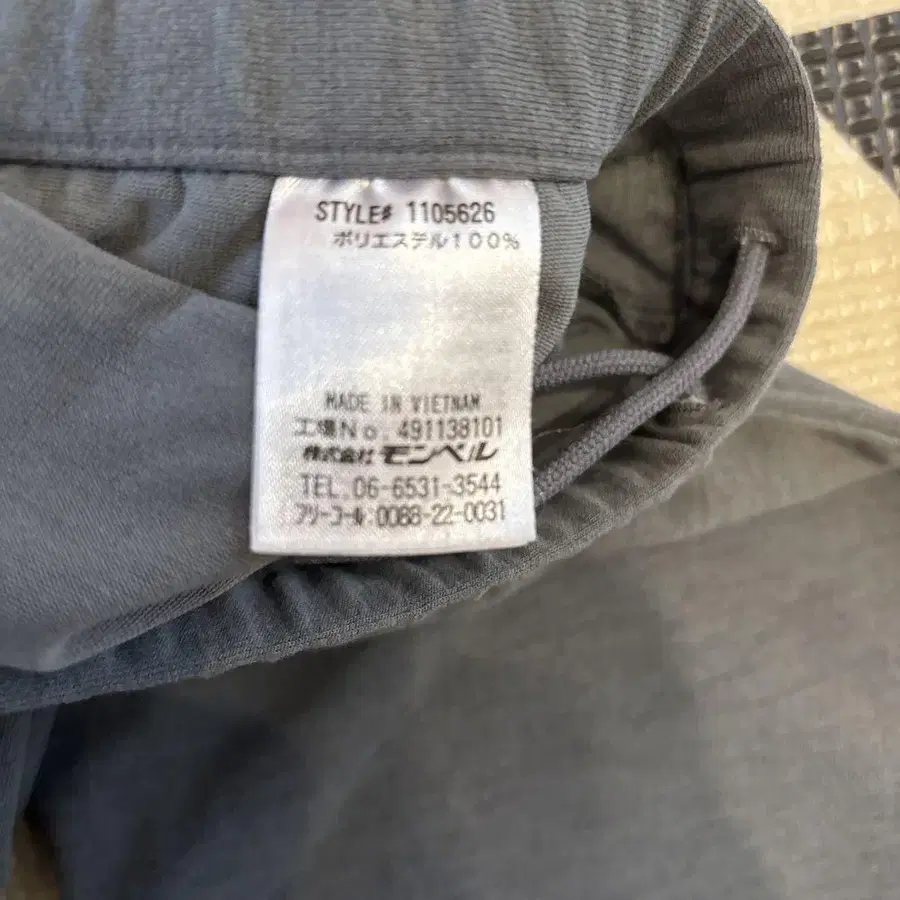 STYLE# 1105626
ポリエステル100%
MADE IN VIETNAM
工場No. 491138101
株式会社 モンベル
TEL.06-6531-3544
フリーコール.0088-22-0031